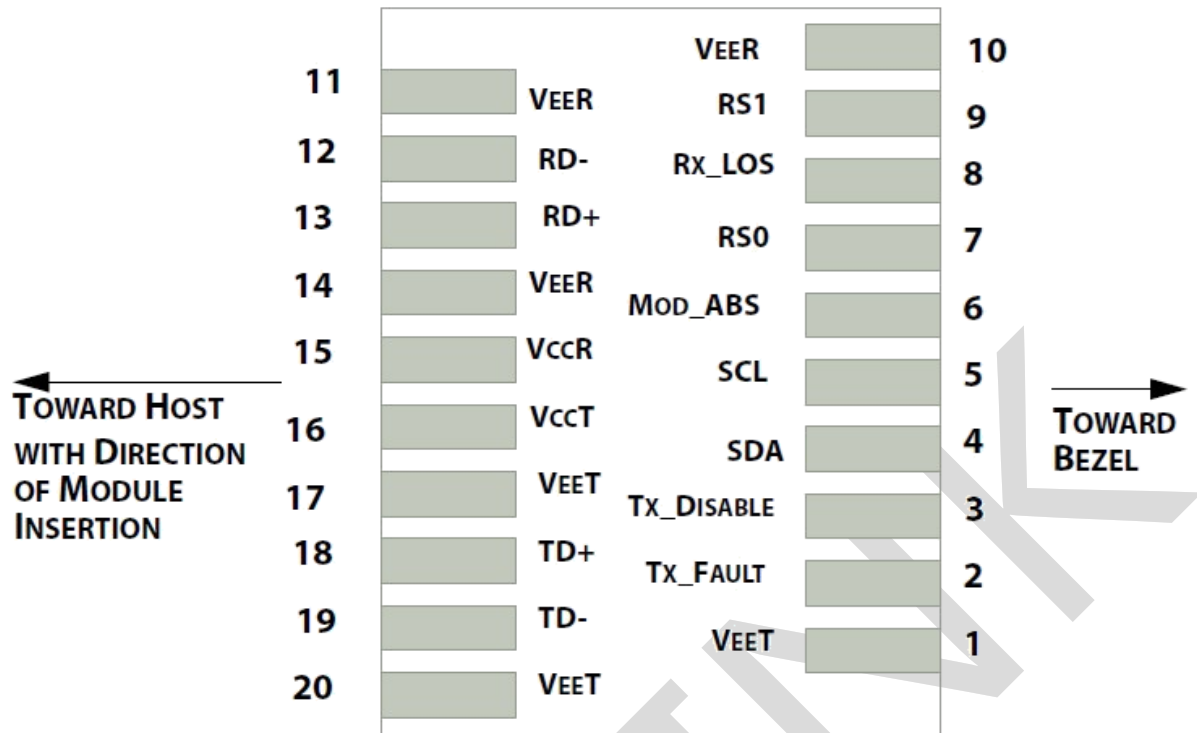 VEER 10
11 VEER
RS1 9
12 RD-
RX_LOS 8
13 RD+
RS0 7
14 VEER
MOD_ABS 6
15 VCCR
SCL 5
TOWARD HOST
WITH DIRECTION
OF MODULE
INSERTION
16 VCCT
SDA 4
TOWARD
BEZEL
17 VEET
TX_DISABLE 3
18 TD+
TX_FAULT 2
19 TD-
VEET 1
20 VEET